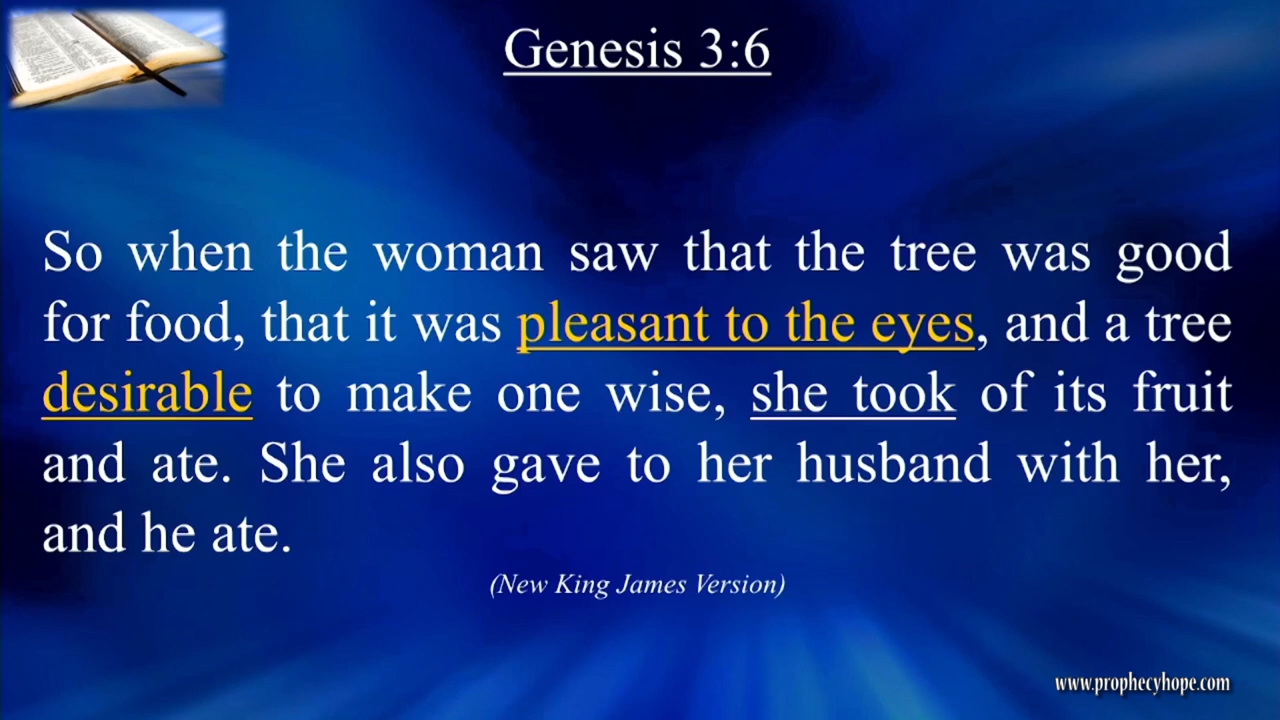 Genesis 3:6
So when the woman saw that the tree was good
for food, that it was pleasant to the eyes, and a tree
desirable to make one wise, she took of its fruit
and ate. She also gave to her husband with her,
and he ate.
(New King James Version)
www.prophecyhope.com